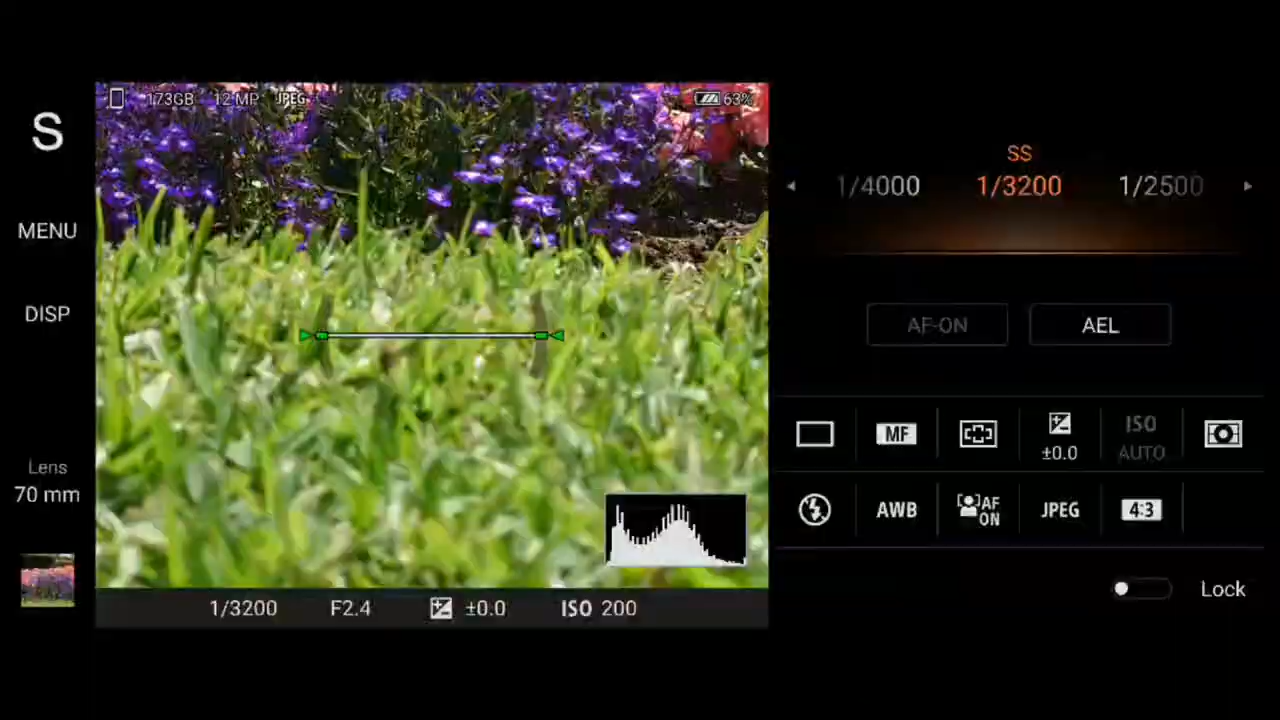 173GB 12 MP JPEG 63%
S
MENU
DISP
Lens
70 mm
1/3200 F2.4 ±0.0 ISO 200
SS
1/4000 1/3200 1/2500
AF-ON AEL
MF ±0.0 ISO AUTO
AWB AF ON JPEG 4:3
Lock